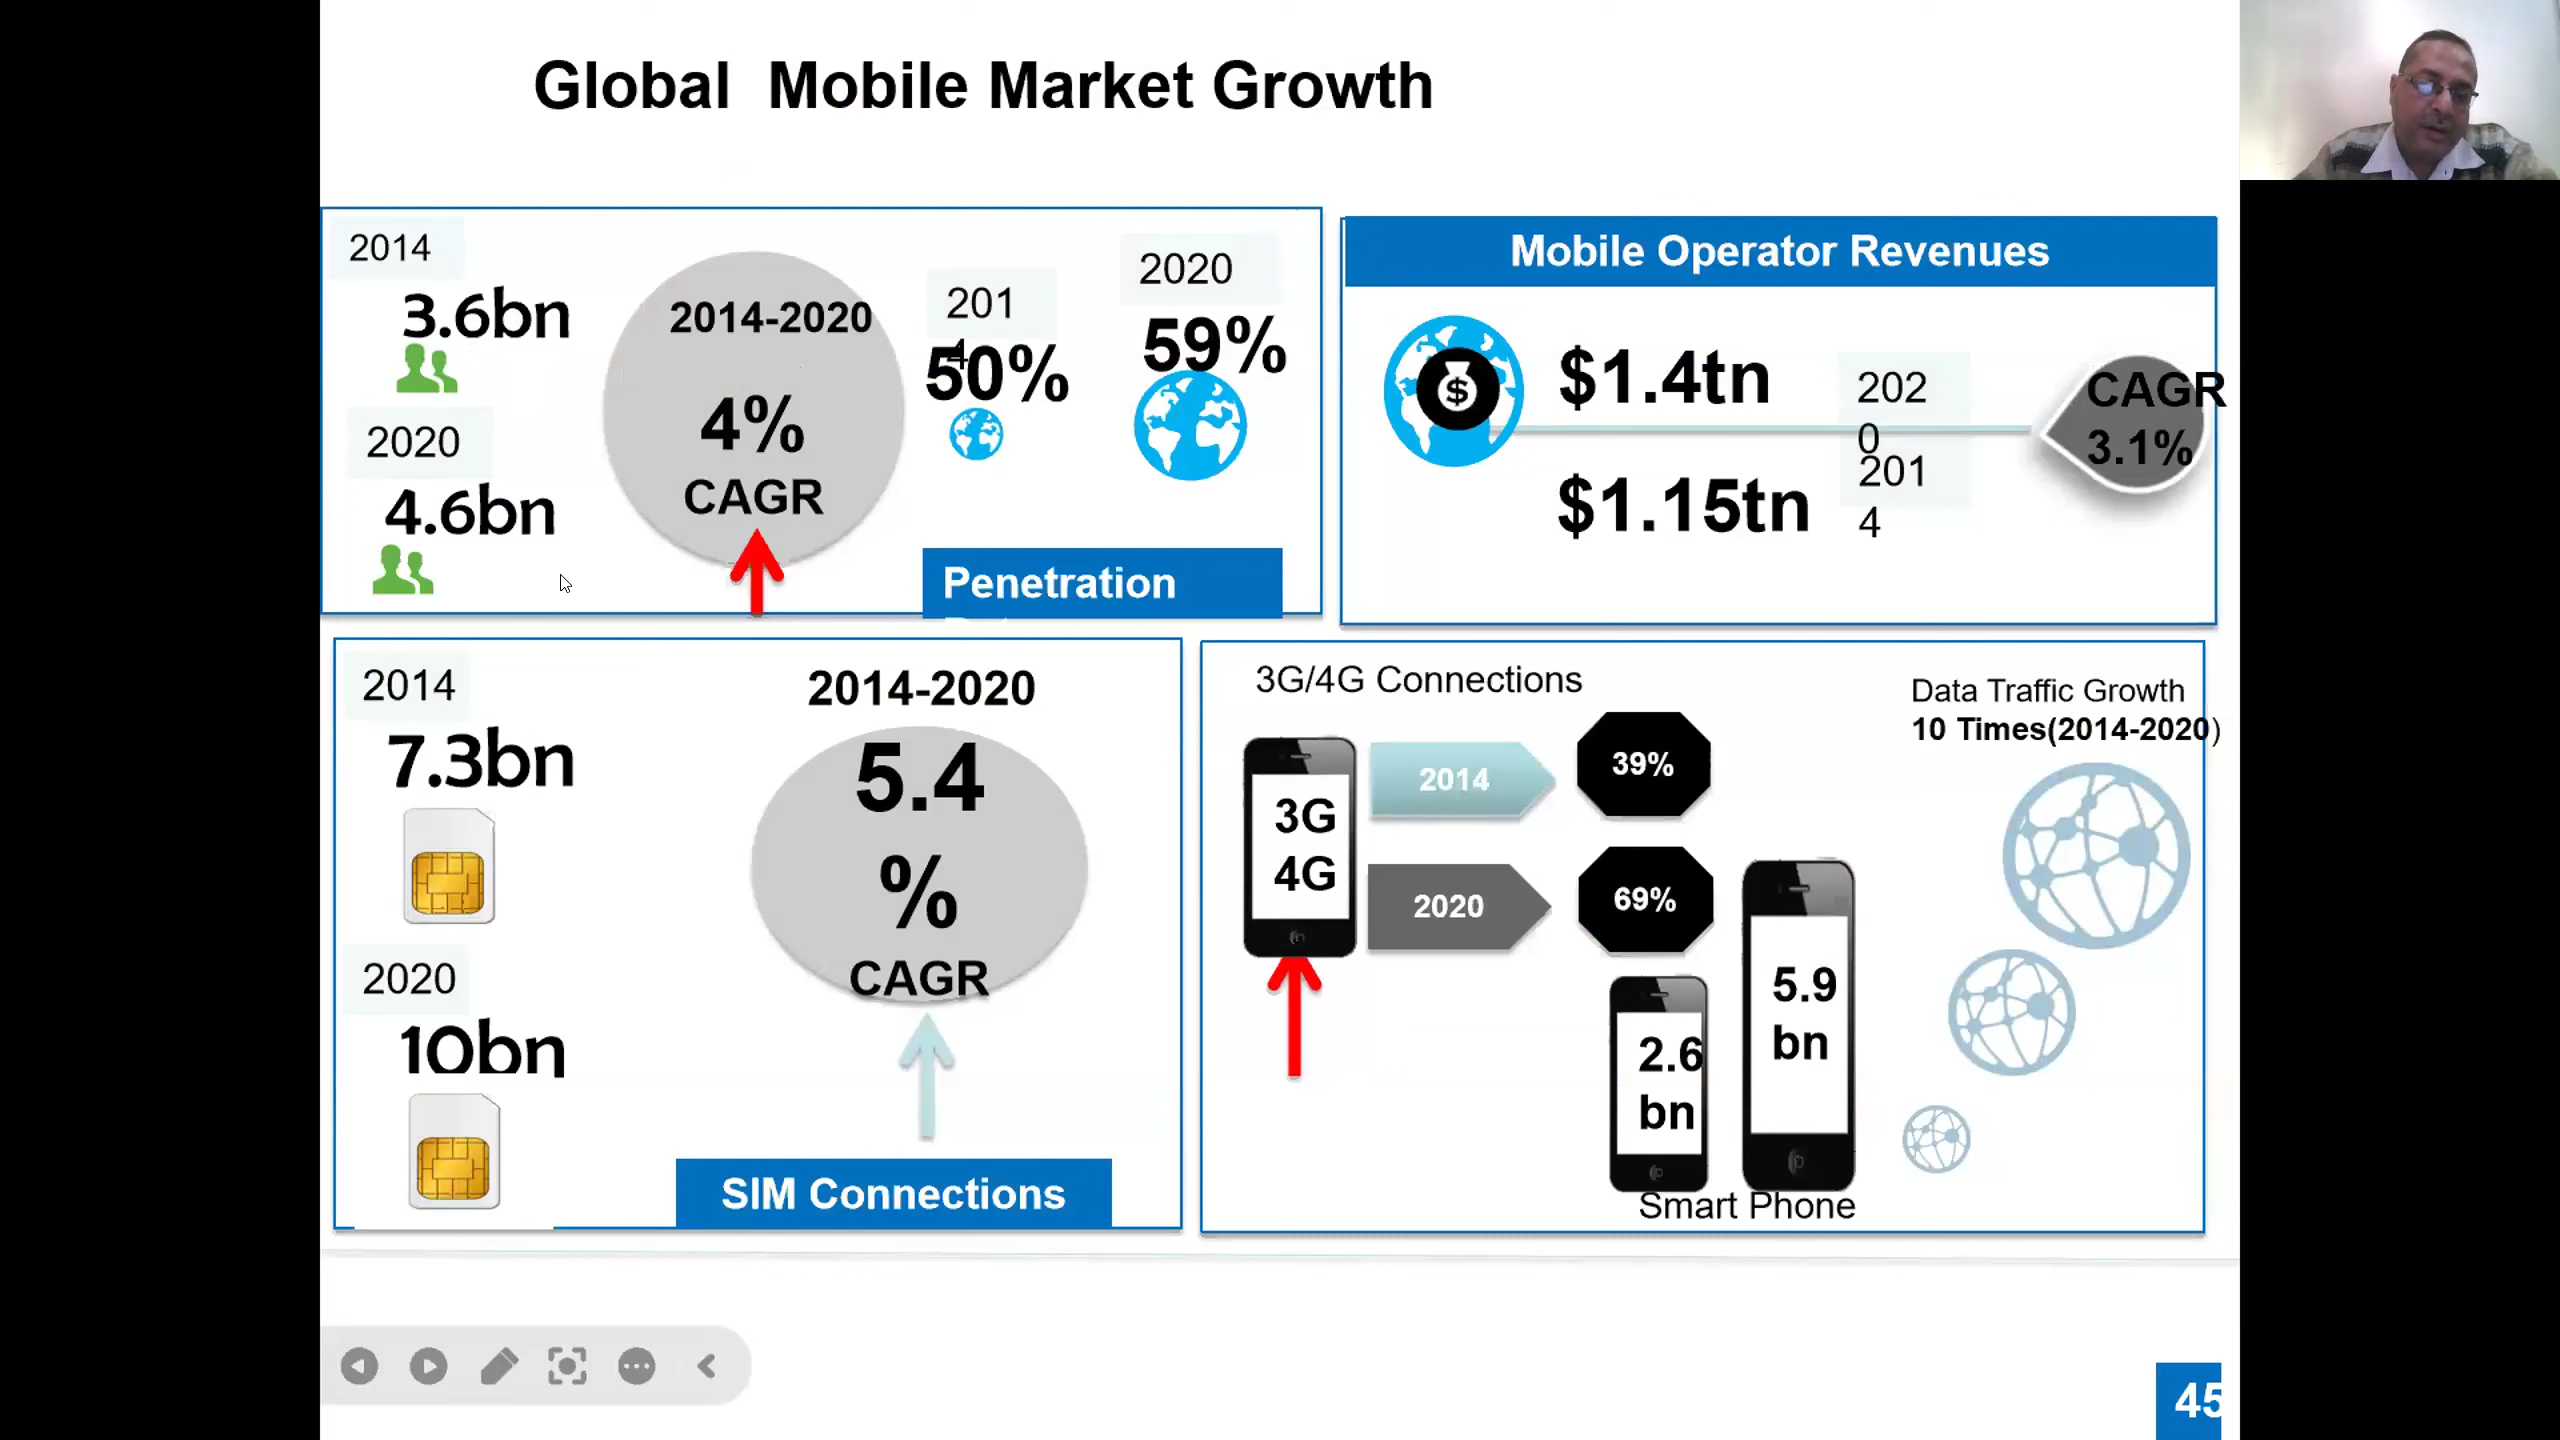 Global  Mobile Market Growth
2014
3.6bn
2020
4.6bn
2014-2020
4%
CAGR
201
4
50%
2020
59%
Penetration
Mobile Operator Revenues
$1.4tn
202
0
$1.15tn
201
4
CAGR
3.1%
2014
7.3bn
2020
10bn
2014-2020
5.4
%
CAGR
SIM Connections
3G/4G Connections
3G
4G
2014
39%
2020
69%
2.6
bn
5.9
bn
Smart Phone
Data Traffic Growth
10 Times(2014-2020)
45